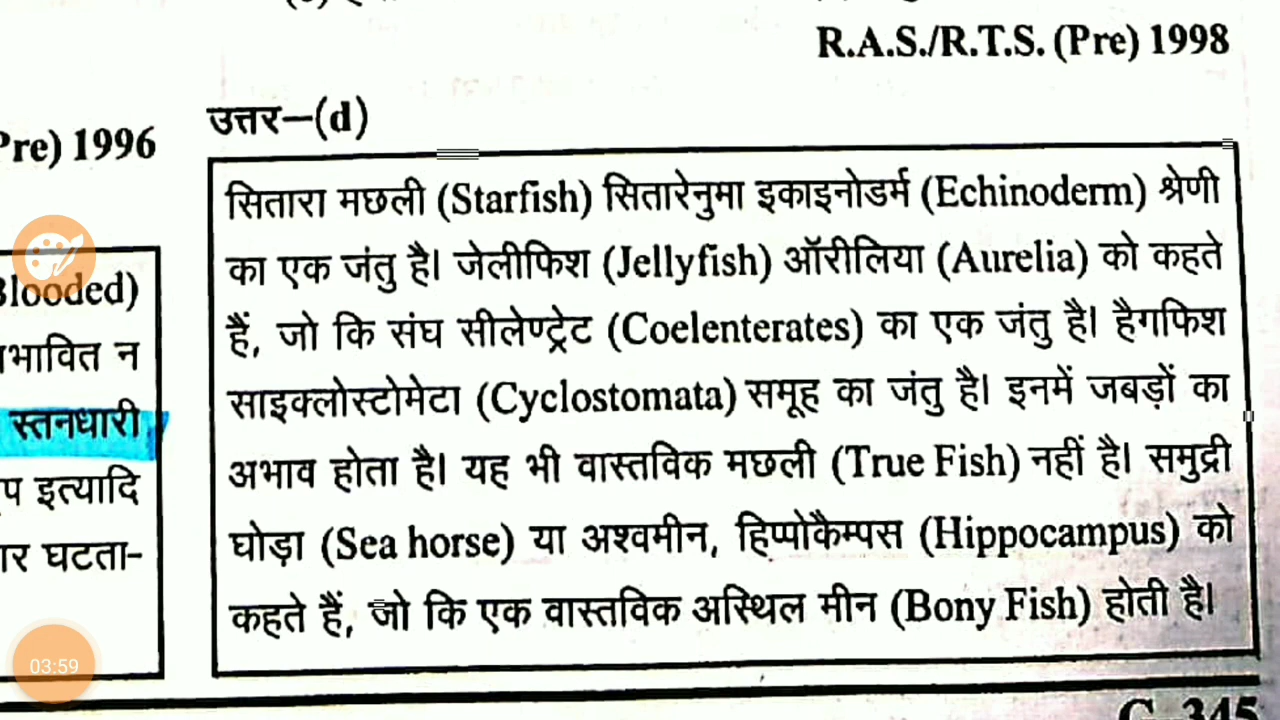 R.A.S./R.T.S. (Pre) 1998
उत्तर–(d)
Pre) 1996
सितारा मछली (Starfish) सितारेनुमा इकाइनोडर्म (Echinoderm) श्रेणी
का एक जंतु है। जेलीफिश (Jellyfish) ऑरीलिया (Aurelia) को कहते
हैं, जो कि संघ सीलेण्ट्रेट (Coelenterates) का एक जंतु है। हैगफिश
साइक्लोस्टोमेटा (Cyclostomata) समूह का जंतु है। इनमें जबड़ों का
अभाव होता है। यह भी वास्तविक मछली (True Fish) नहीं है। समुद्री
घोड़ा (Sea horse) या अश्वमीन, हिप्पोकैम्पस (Hippocampus) को
कहते हैं, जो कि एक वास्तविक अस्थिल मीन (Bony Fish) होती है।
Blooded)
भावित न
स्तनधारी
प इत्यादि
र घटता-
03:59
G–345